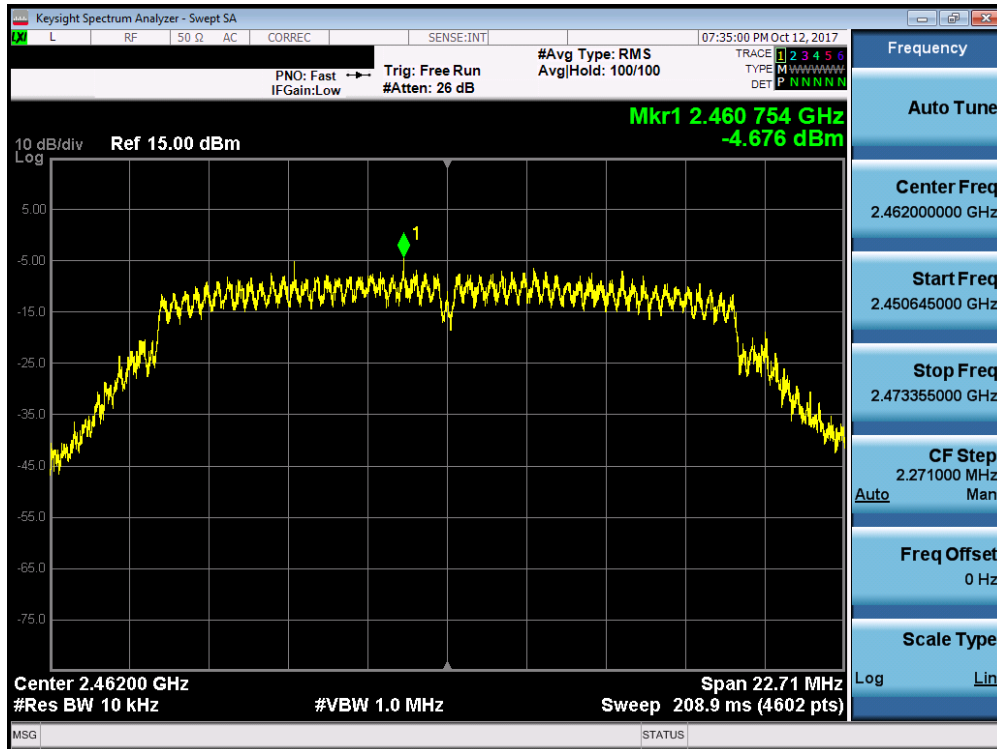 Keysight Spectrum Analyzer - Swept SA
LXI L RF 50 Ω AC CORREC SENSE:INT 07:35:00 PM Oct 12, 2017
PNO: Fast Trig: Free Run #Avg Type: RMS TRACE 1 2 3 4 5 6
IFGain:Low #Atten: 26 dB Avg|Hold: 100/100 TYPE M WWWWW
DET P N N N N N
Mkr1 2.460 754 GHz
-4.676 dBm
10 dB/div Ref 15.00 dBm
Log
1
5.00
-5.00
-15.0
-25.0
-35.0
-45.0
-55.0
-65.0
-75.0
Center 2.46200 GHz Span 22.71 MHz
#Res BW 10 kHz #VBW 1.0 MHz Sweep 208.9 ms (4602 pts)
MSG STATUS
Frequency
Auto Tune
Center Freq
2.462000000 GHz
Start Freq
2.450645000 GHz
Stop Freq
2.473355000 GHz
CF Step
2.271000 MHz
Auto Man
Freq Offset
0 Hz
Scale Type
Log Lin